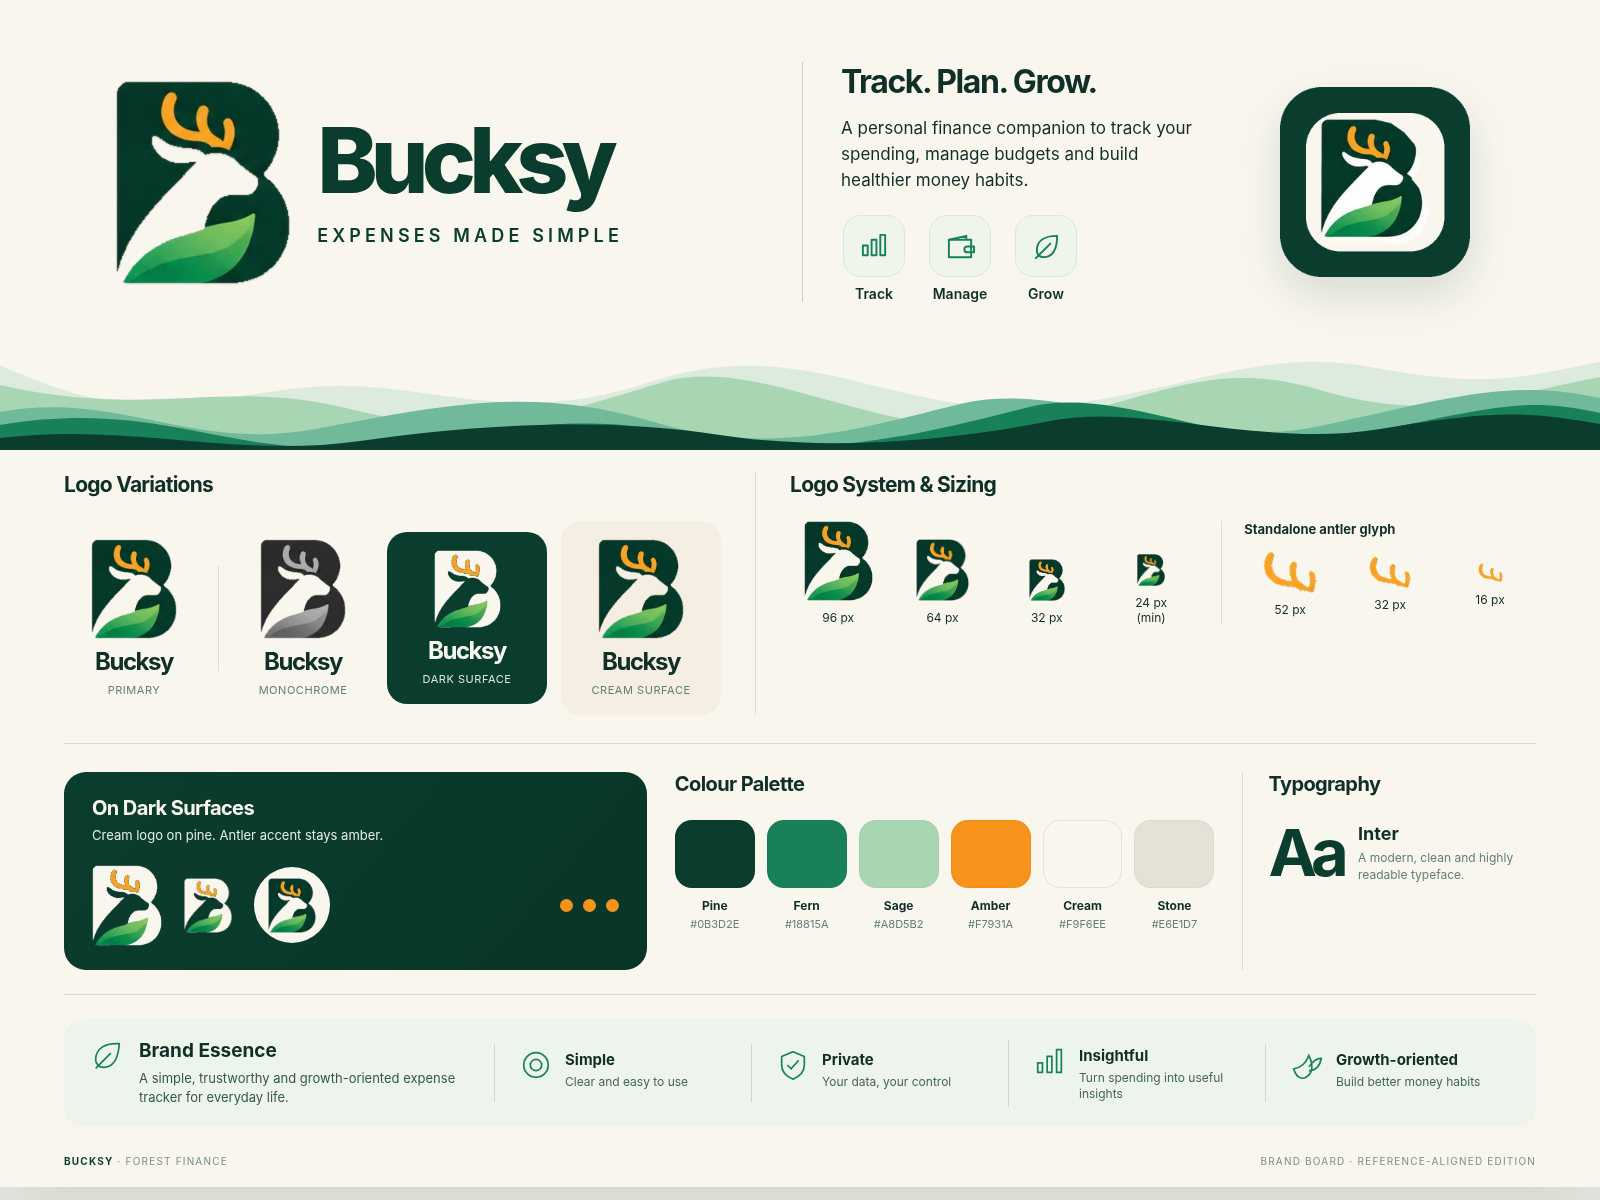 Bucksy
EXPENSES MADE SIMPLE
Track. Plan. Grow.
A personal finance companion to track your
spending, manage budgets and build
healthier money habits.
Track
Manage
Grow
Logo Variations
Bucksy
PRIMARY
Bucksy
MONOCHROME
Bucksy
DARK SURFACE
Bucksy
CREAM SURFACE
Logo System & Sizing
96 px
64 px
32 px
24 px
(min)
Standalone antler glyph
52 px
32 px
16 px
On Dark Surfaces
Cream logo on pine. Antler accent stays amber.
Colour Palette
Pine
#0B3D2E
Fern
#18815A
Sage
#A8D5B2
Amber
#F7931A
Cream
#F9F6EE
Stone
#E6E1D7
Typography
Aa
Inter
A modern, clean and highly
readable typeface.
Brand Essence
A simple, trustworthy and growth-oriented expense
tracker for everyday life.
Simple
Clear and easy to use
Private
Your data, your control
Insightful
Turn spending into useful
insights
Growth-oriented
Build better money habits
BUCKSY · FOREST FINANCE
BRAND BOARD · REFERENCE-ALIGNED EDITION